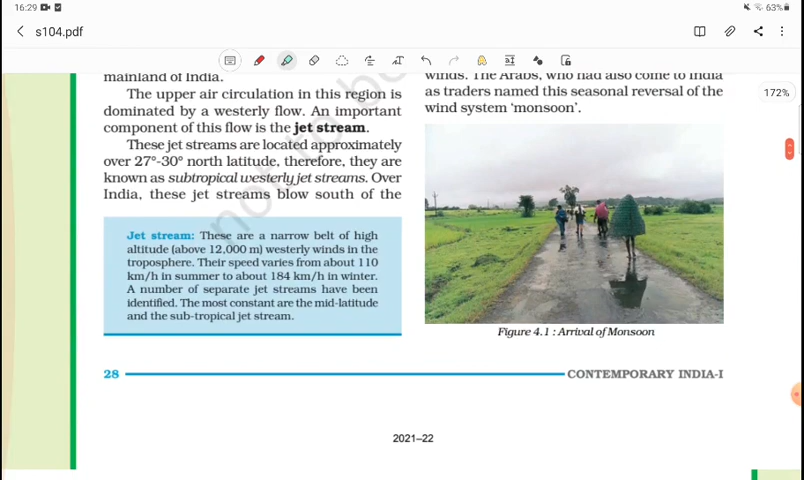 16:29
63%
s104.pdf
172%
mainland of India.
The upper air circulation in this region is
dominated by a westerly flow. An important
component of this flow is the jet stream.
These jet streams are located approximately
over 27°-30° north latitude, therefore, they are
known as subtropical westerly jet streams. Over
India, these jet streams blow south of the
Jet stream: These are a narrow belt of high
altitude (above 12,000 m) westerly winds in the
troposphere. Their speed varies from about 110
km/h in summer to about 184 km/h in winter.
A number of separate jet streams have been
identified. The most constant are the mid-latitude
and the sub-tropical jet stream.
winds. The Arabs, who had also come to India
as traders named this seasonal reversal of the
wind system ‘monsoon’.
Figure 4.1 : Arrival of Monsoon
28
CONTEMPORARY INDIA-I
2021–22
not to be